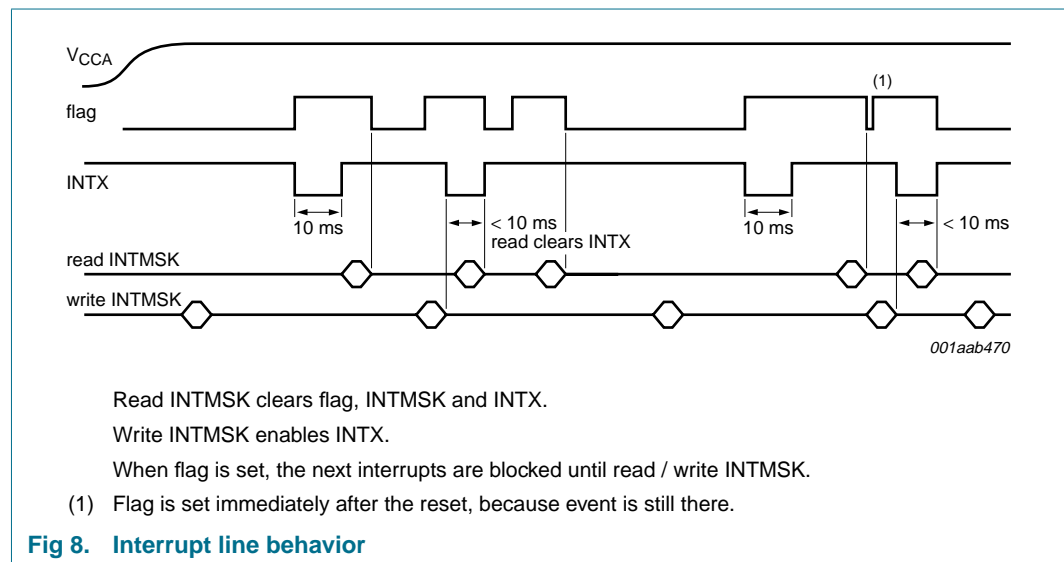 VCCA
(1)
flag
INTX
10 ms
< 10 ms
read clears INTX
10 ms
< 10 ms
read INTMSK
write INTMSK
001aab470
Read INTMSK clears flag, INTMSK and INTX.
Write INTMSK enables INTX.
When flag is set, the next interrupts are blocked until read / write INTMSK.
(1) Flag is set immediately after the reset, because event is still there.
Fig 8. Interrupt line behavior